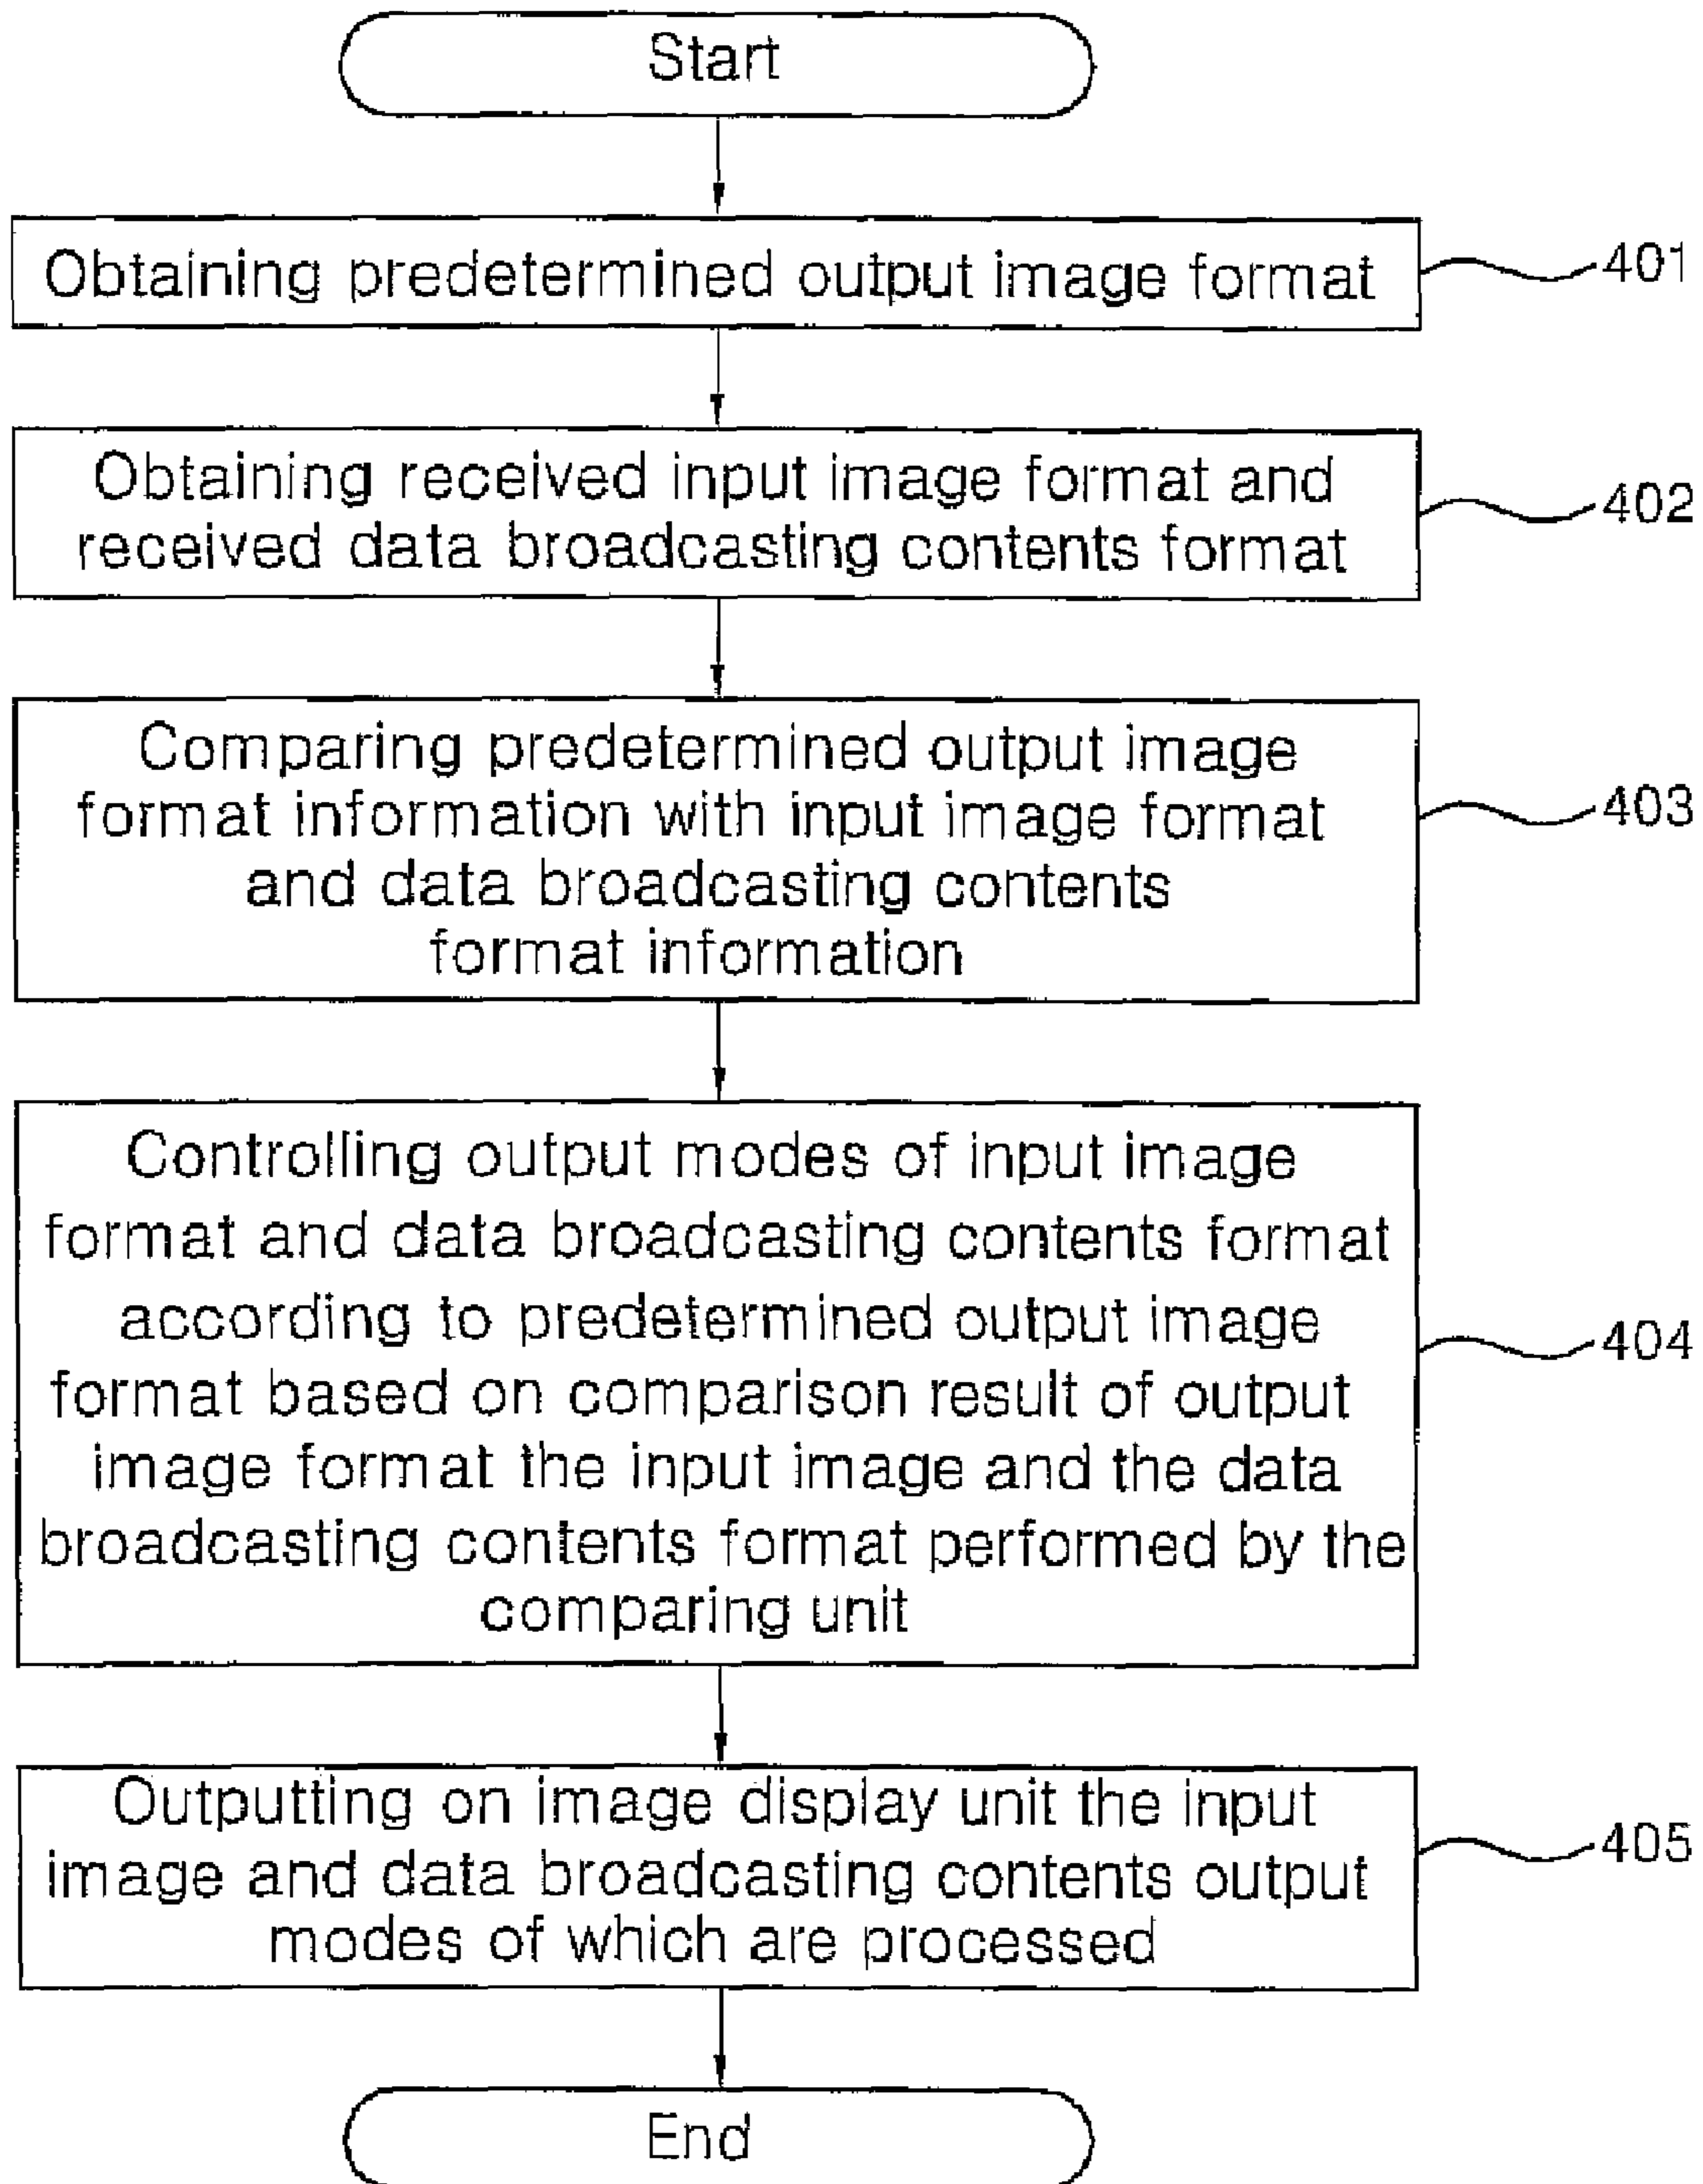 Start
Obtaining predetermined output image format
401
Obtaining received input image format and
received data broadcasting contents format
402
Comparing predetermined output image
format information with input image format
and data broadcasting contents
format information
403
Controlling output modes of input image
format and data broadcasting contents format
according to predetermined output image
format based on comparison result of output
image format the input image and the data
broadcasting contents format performed by the
comparing unit
404
Outputting on image display unit the input
image and data broadcasting contents output
modes of which are processed
405
End